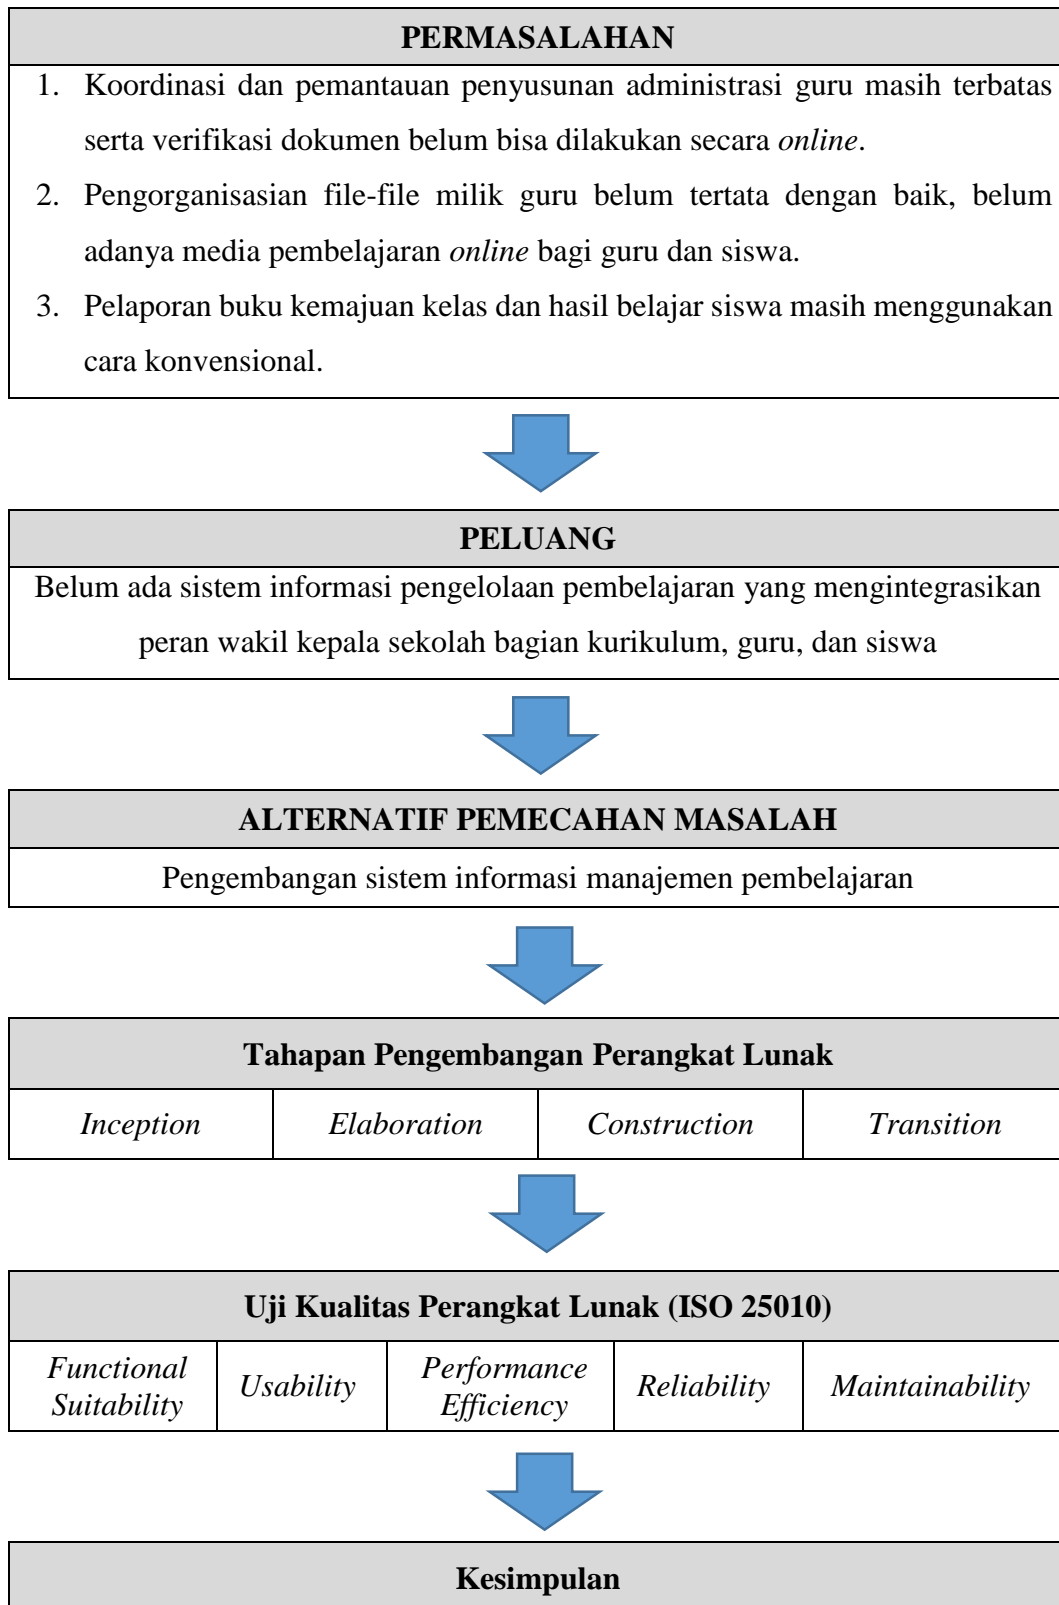 PERMASALAHAN
1. Koordinasi dan pemantauan penyusunan administrasi guru masih terbatas
serta verifikasi dokumen belum bisa dilakukan secara online.
2. Pengorganisasian file-file milik guru belum tertata dengan baik, belum
adanya media pembelajaran online bagi guru dan siswa.
3. Pelaporan buku kemajuan kelas dan hasil belajar siswa masih menggunakan
cara konvensional.
PELUANG
Belum ada sistem informasi pengelolaan pembelajaran yang mengintegrasikan
peran wakil kepala sekolah bagian kurikulum, guru, dan siswa
ALTERNATIF PEMECAHAN MASALAH
Pengembangan sistem informasi manajemen pembelajaran
Tahapan Pengembangan Perangkat Lunak
Inception
Elaboration
Construction
Transition
Uji Kualitas Perangkat Lunak (ISO 25010)
Functional
Suitability
Usability
Performance
Efficiency
Reliability
Maintainability
Kesimpulan